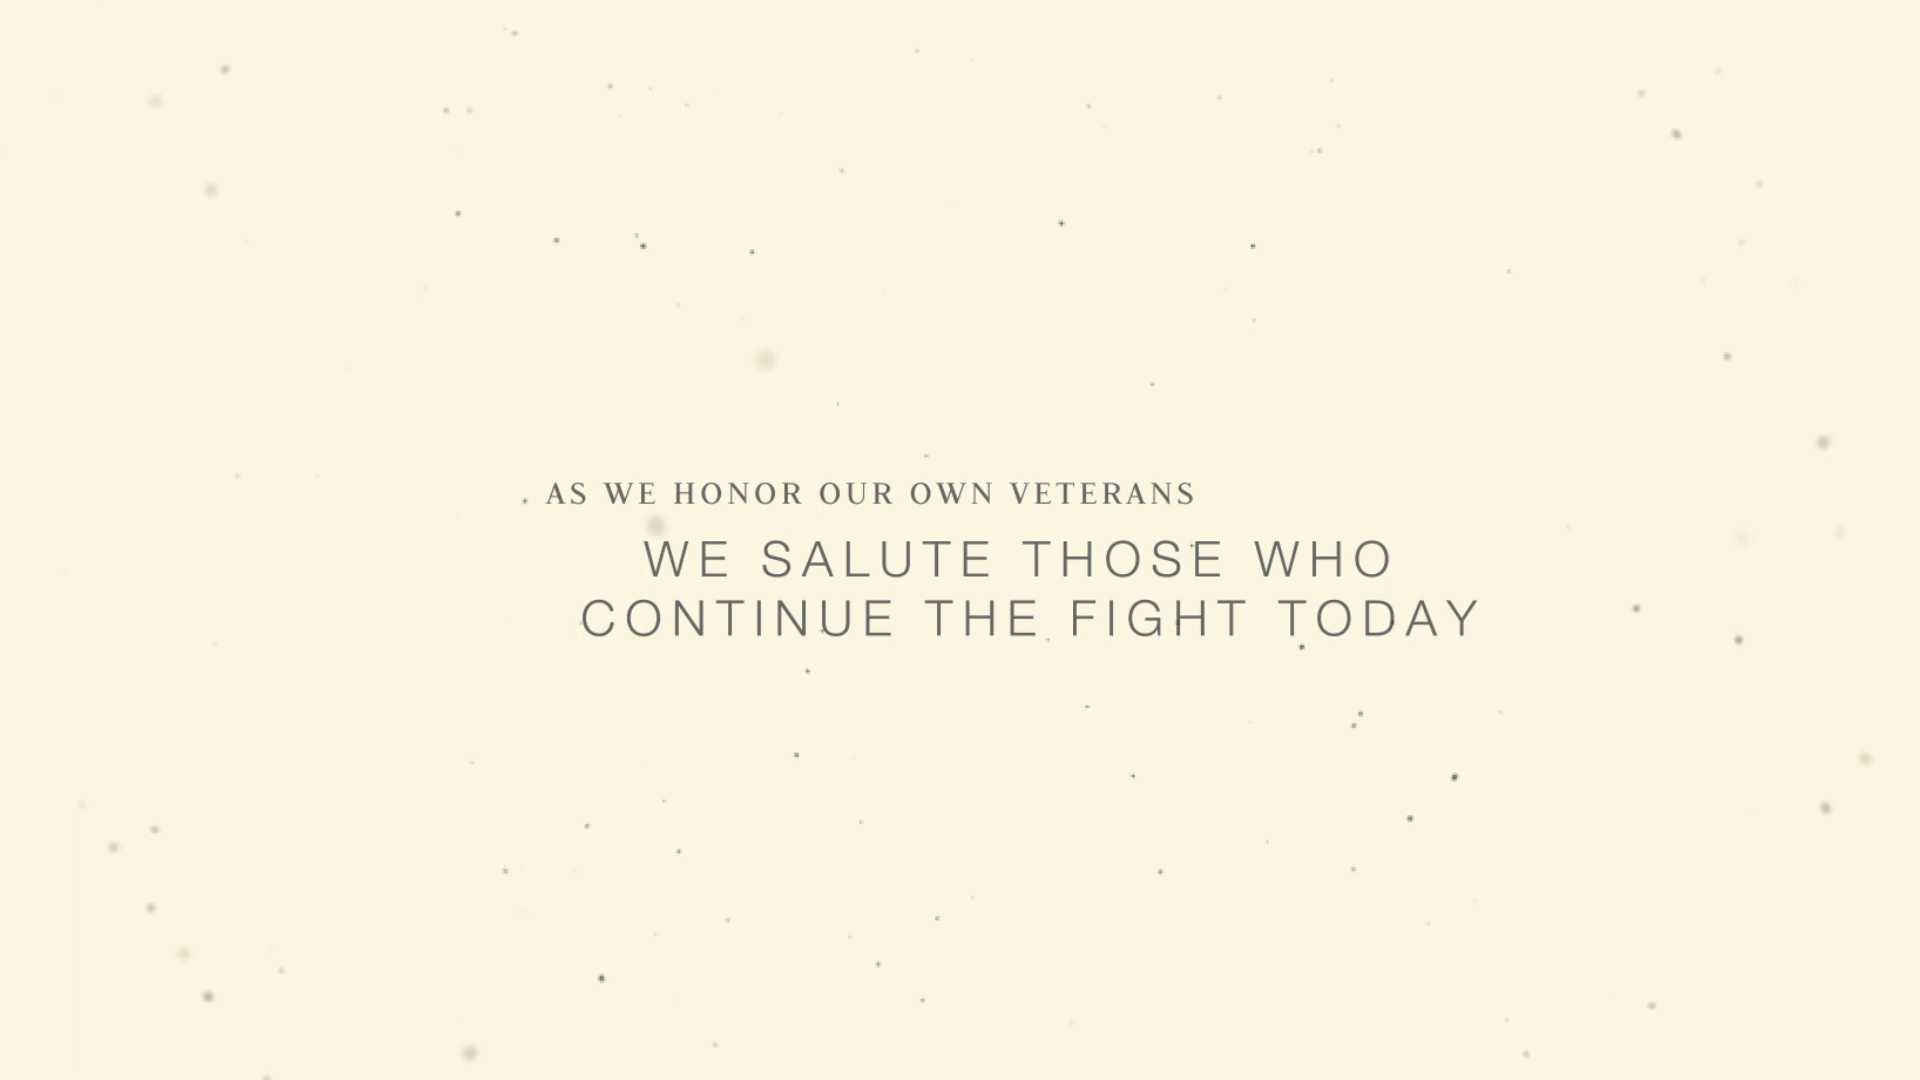 AS WE HONOR OUR OWN VETERANS
WE SALUTE THOSE WHO
CONTINUE THE FIGHT TODAY